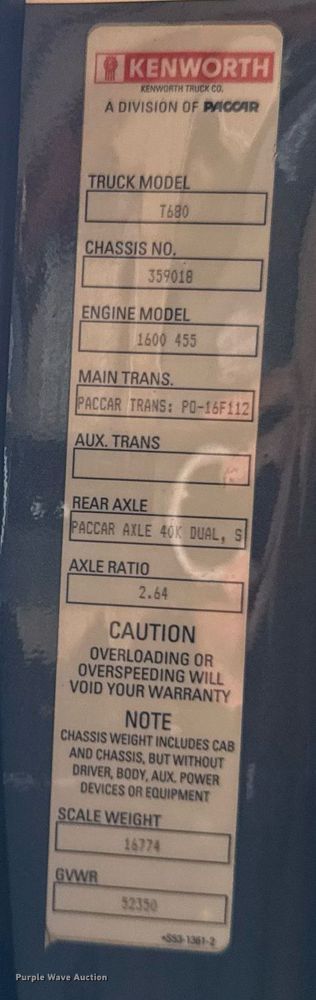 KENWORTH
KENWORTH TRUCK CO.
A DIVISION OF PACCAR
TRUCK MODEL
T680
CHASSIS NO.
359018
ENGINE MODEL
1600 455
MAIN TRANS.
PACCAR TRANS: PO-16F112
AUX. TRANS
REAR AXLE
PACCAR AXLE 40K DUAL, S
AXLE RATIO
2.64
CAUTION
OVERLOADING OR
OVERSPEEDING WILL
VOID YOUR WARRANTY
NOTE
CHASSIS WEIGHT INCLUDES CAB
AND CHASSIS, BUT WITHOUT
DRIVER, BODY, AUX. POWER
DEVICES OR EQUIPMENT
SCALE WEIGHT
16774
GVWR
52350
S53-1361-2
Purple Wave Auction